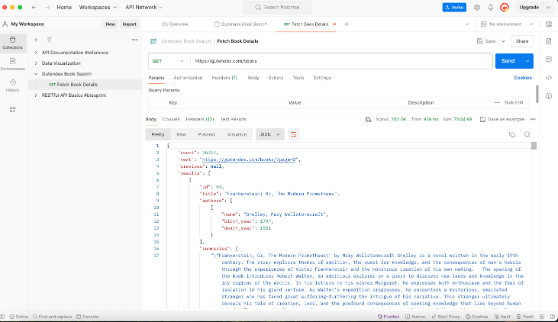 Home Workspaces API Network
Search Postman
Invite
Upgrade
My Workspace
New Import
Overview
Gutendex Book Search
Fetch Book Details
No environment
Collections
Environments
History
API Documentation #reference
Data Visualization
Gutendex Book Search
Fetch Book Details
RESTful API Basics #blueprint
Gutendex Book Search / Fetch Book Details
Save
Share
GET
https://gutendex.com/books
Send
Params Authorization Headers (7) Body Scripts Tests Settings
Cookies
Query Params
Key Value Description
Bulk Edit
Body Cookies Headers (12) Test Results
Status: 200 OK Time: Size:
Save as example
Pretty Raw Preview Visualize JSON
1 {
2 "count":
3 "next": "https://gutendex.com/books/?page=2",
4 "previous": null,
5 "results": [
6 {
7 "id": 84,
8 "title": "Frankenstein; Or, The Modern Prometheus",
9 "authors": [
10 {
11 "name": "Shelley, Mary Wollstonecraft",
12 "birth_year": 1797,
13 "death_year": 1851
14 }
15 ],
16 "summaries": [
17 "\"Frankenstein; Or, The Modern Prometheus\" by Mary Wollstonecraft Shelley is a novel written in the early 19th
century. The story explores themes of ambition, the quest for knowledge, and the consequences of man's hubris
through the experiences of Victor Frankenstein and the monstrous creation of his own making. The opening of
the book introduces Robert Walton, an ambitious explorer on a quest to discover new lands and knowledge in the
icy regions of the Arctic. In his letters to his sister Margaret, he expresses both enthusiasm and the fear of
isolation in his grand venture. As Walton's expedition progresses, he encounters a mysterious, emaciated
stranger who has faced great suffering—furthering the intrigue of his narrative. This stranger ultimately
his tale of creation, loss, and the profound consequences of seeking knowledge that lies beyond human
Online Find and replace Console
Postbot Runner Start Proxy Cookies Vault Trash